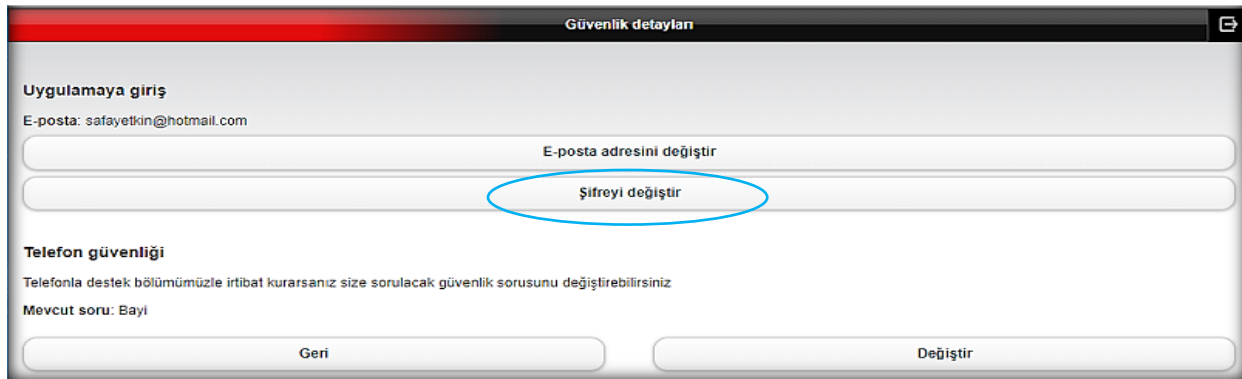 Güvenlik detayları
Uygulamaya giriş
E-posta: safayetkin@hotmail.com
E-posta adresini değiştir
Şifreyi değiştir
Telefon güvenliği
Telefonla destek bölümümüzle irtibat kurarsanız size sorulacak güvenlik sorusunu değiştirebilirsiniz
Mevcut soru: Bayi
Geri
Değiştir